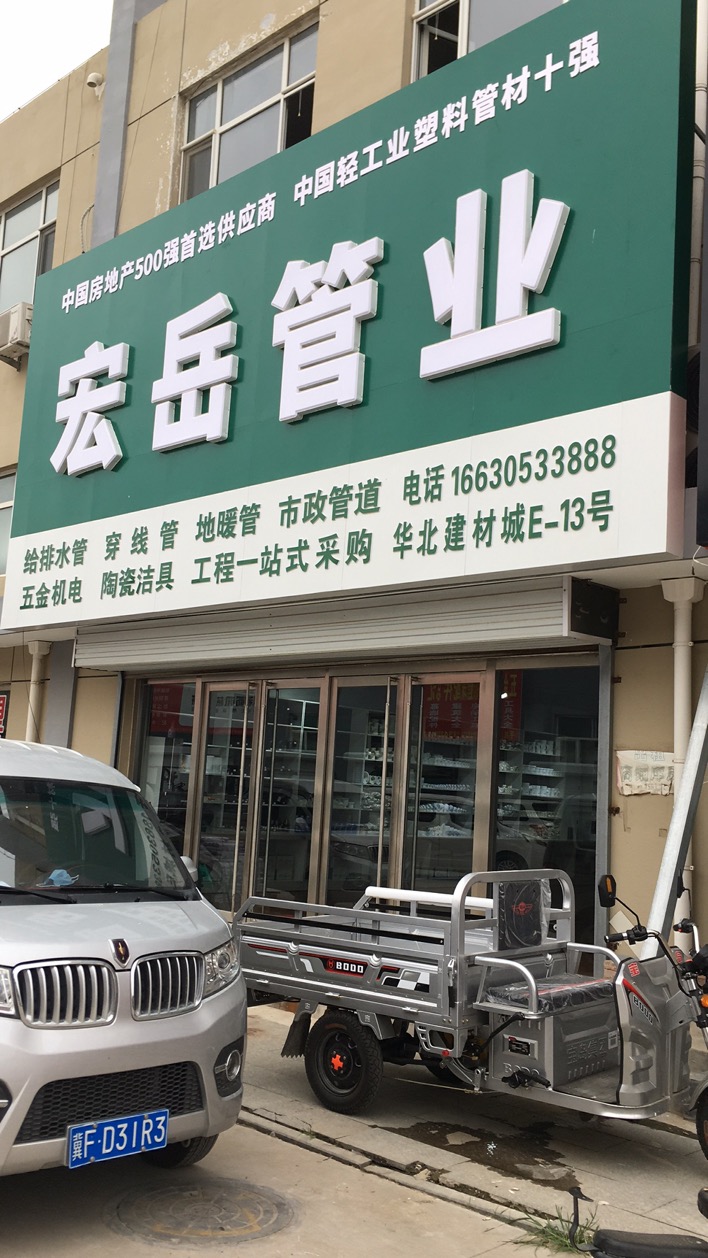 中国房地产500强首选供应商 中国轻工业塑料管材十强
宏岳管业
给排水管 穿线管 地暖管 市政管道 电话 16630533888
五金机电 陶瓷洁具 工程一站式采购 华北建材城E-13号
BODO
BODO
冀F·D31R3